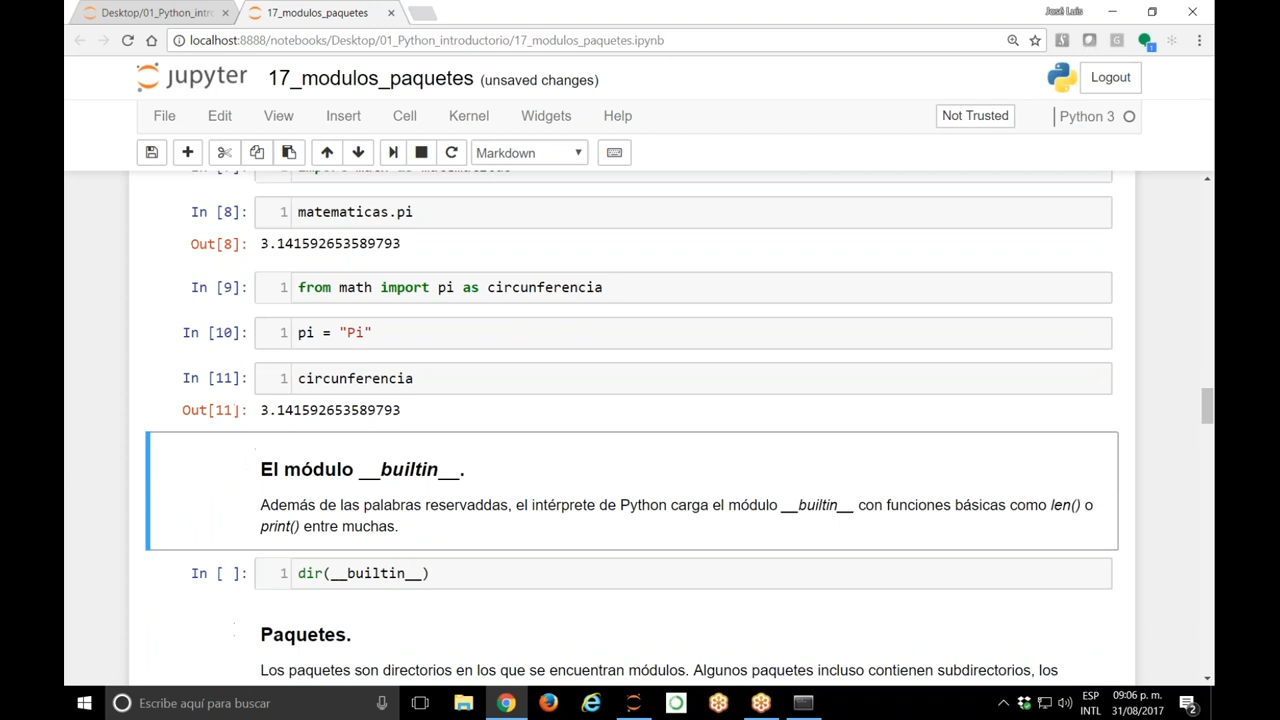 Desktop/01_Python_intro
17_modulos_paquetes
José Luis
localhost:8888/notebooks/Desktop/01_Python_introductorio/17_modulos_paquetes.ipynb
jupyter 17_modulos_paquetes (unsaved changes)
Logout
File Edit View Insert Cell Kernel Widgets Help
Not Trusted
Python 3
Markdown
In [8]: 1 matematicas.pi
Out[8]: 3.141592653589793
In [9]: 1 from math import pi as circunferencia
In [10]: 1 pi = "Pi"
In [11]: 1 circunferencia
Out[11]: 3.141592653589793
El módulo __builtin__.
Además de las palabras reservaddas, el intérprete de Python carga el módulo __builtin__ con funciones básicas como len() o
print() entre muchas.
In [ ]: 1 dir(__builtin__)
Paquetes.
Los paquetes son directorios en los que se encuentran módulos. Algunos paquetes incluso contienen subdirectorios, los
Escribe aquí para buscar
ESP
INTL
09:06 p. m.
31/08/2017
2